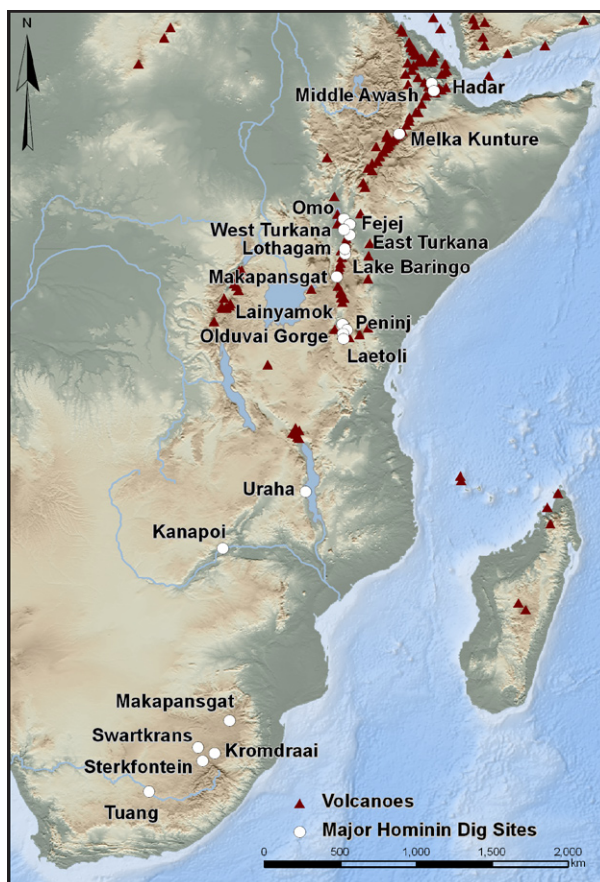 N
Middle Awash
Hadar
Melka Kunture
Omo
Fejej
West Turkana
East Turkana
Lothagam
Lake Baringo
Makapansgat
Lainyamok
Peninj
Olduvai Gorge
Laetoli
Uraha
Kanapoi
Makapansgat
Swartkrans
Kromdraai
Sterkfontein
Tuang
Volcanoes
Major Hominin Dig Sites
0 500 1,000 1,500 2,000
km